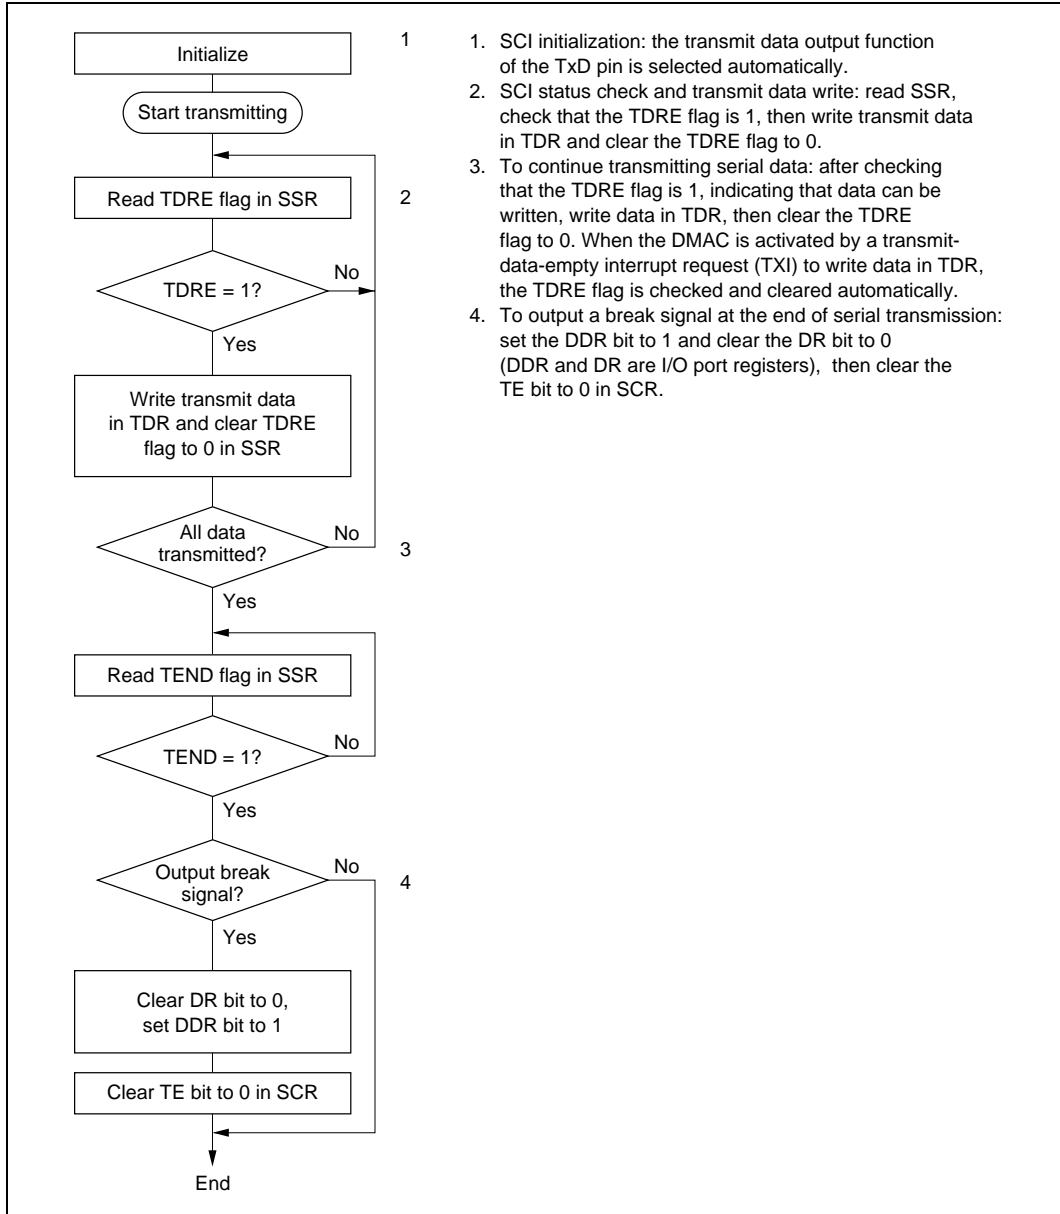 Initialize
1
Start transmitting
Read TDRE flag in SSR
2
TDRE = 1?
No
Yes
Write transmit data
in TDR and clear TDRE
flag to 0 in SSR
All data
transmitted?
No
3
Yes
Read TEND flag in SSR
TEND = 1?
No
Yes
Output break
signal?
No
4
Yes
Clear DR bit to 0,
set DDR bit to 1
Clear TE bit to 0 in SCR
End
1. SCI initialization: the transmit data output function
of the TxD pin is selected automatically.
2. SCI status check and transmit data write: read SSR,
check that the TDRE flag is 1, then write transmit data
in TDR and clear the TDRE flag to 0.
3. To continue transmitting serial data: after checking
that the TDRE flag is 1, indicating that data can be
written, write data in TDR, then clear the TDRE
flag to 0. When the DMAC is activated by a transmit-
data-empty interrupt request (TXI) to write data in TDR,
the TDRE flag is checked and cleared automatically.
4. To output a break signal at the end of serial transmission:
set the DDR bit to 1 and clear the DR bit to 0
(DDR and DR are I/O port registers),  then clear the
TE bit to 0 in SCR.